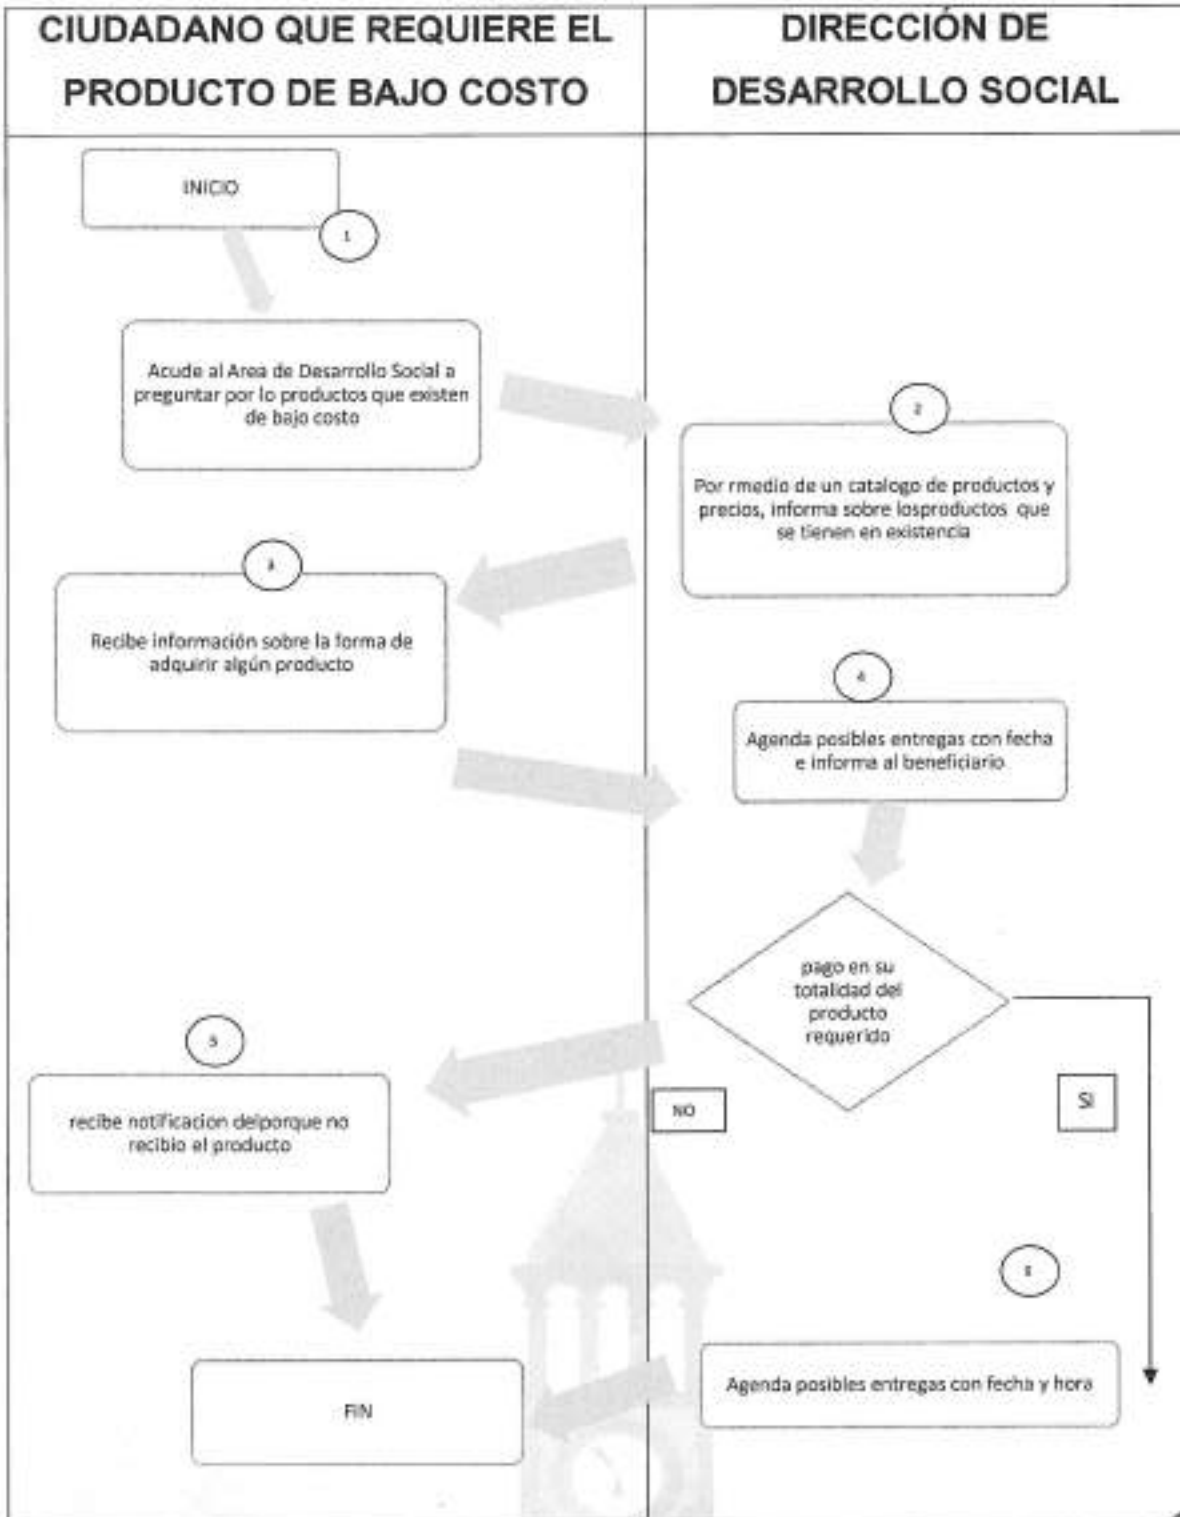 CIUDADANO QUE REQUIERE EL
PRODUCTO DE BAJO COSTO
DIRECCIÓN DE
DESARROLLO SOCIAL
INICIO
1
Acude al Area de Desarrollo Social a
preguntar por lo productos que existen
de bajo costo
2
Por rmedio de un catalogo de productos y
precios, informa sobre losproductos que
se tienen en existencia
3
Recibe información sobre la forma de
adquirir algún producto
4
Agenda posibles entregas con fecha
e informa al beneficiario
pago en su
totalidad del
producto
requerido
NO
SI
5
recibe notificacion delporque no
recibio el producto
Agenda posibles entregas con fecha y hora
FIN